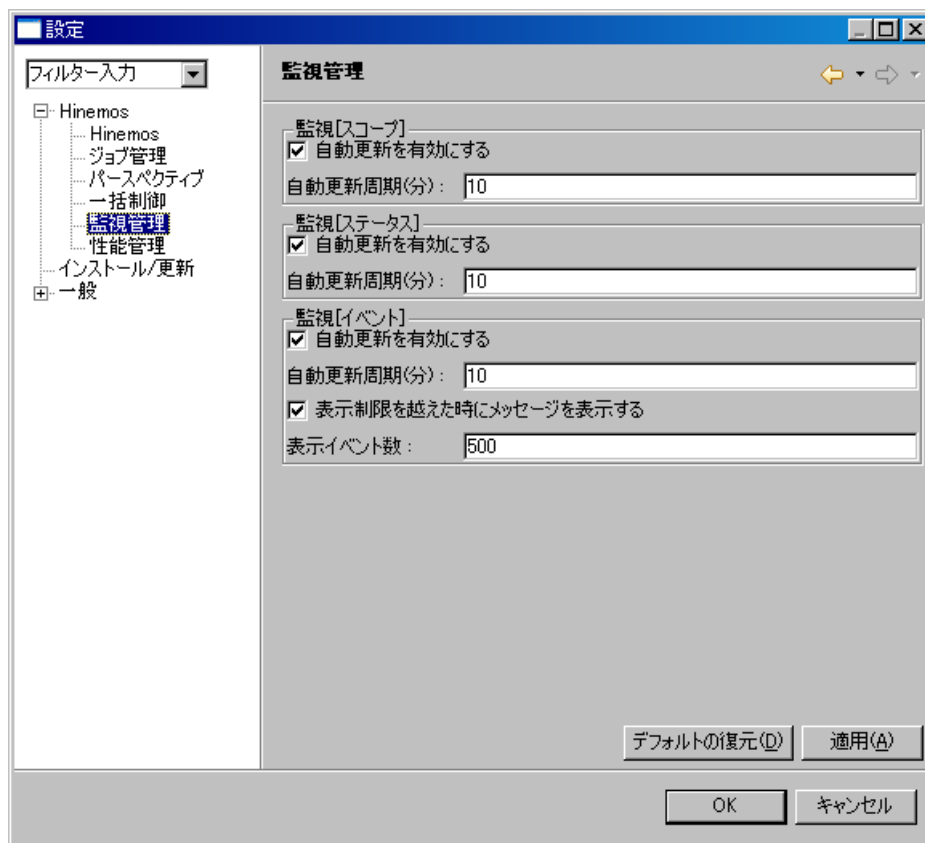 設定
フィルター入力
Hinemos
Hinemos
ジョブ管理
パースペクティブ
一括制御
監視管理
性能管理
インストール/更新
一般
監視管理
監視[スコープ]
自動更新を有効にする
自動更新周期(分): 10
監視[ステータス]
自動更新を有効にする
自動更新周期(分): 10
監視[イベント]
自動更新を有効にする
自動更新周期(分): 10
表示制限を越えた時にメッセージを表示する
表示イベント数: 500
デフォルトの復元(D) 適用(A)
OK キャンセル